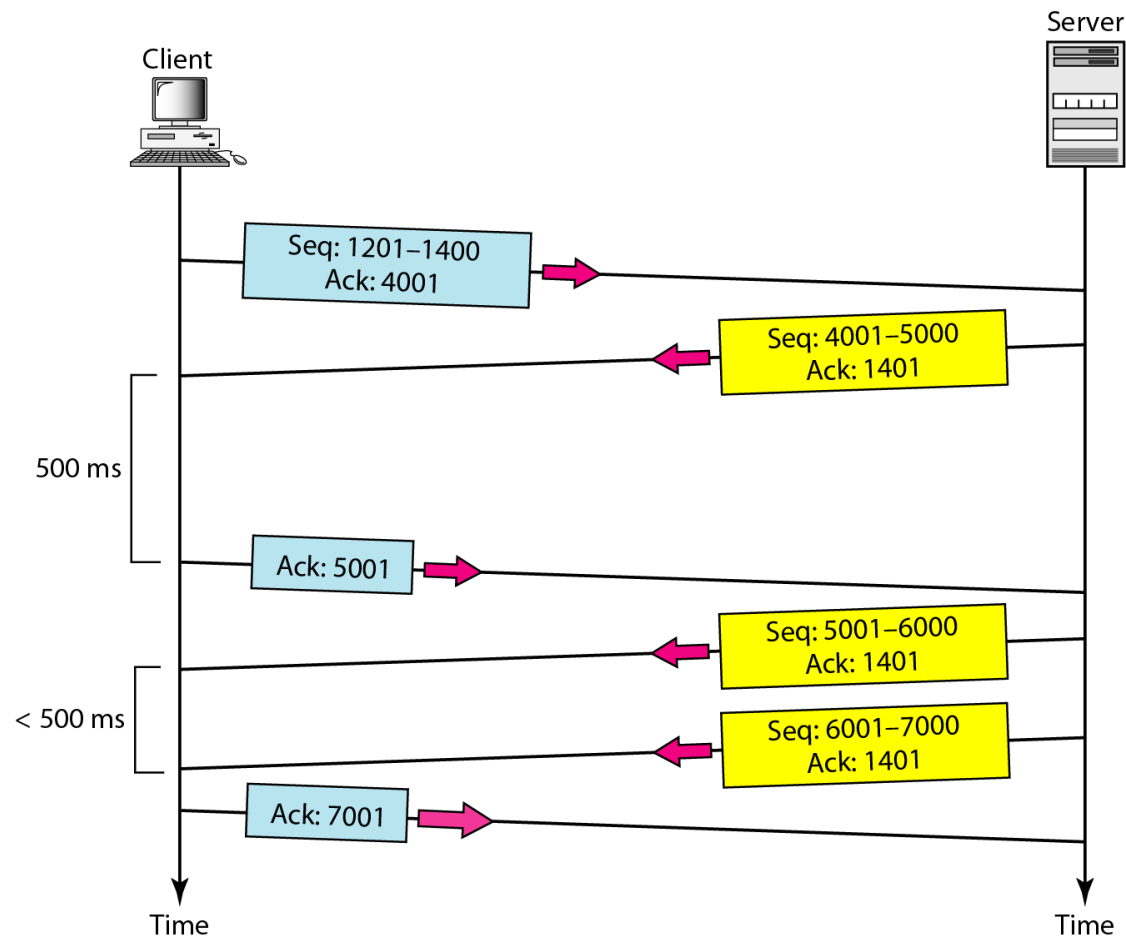 Server
Client
Seq: 1201–1400
Ack: 4001
Seq: 4001–5000
Ack: 1401
500 ms
Ack: 5001
Seq: 5001–6000
Ack: 1401
< 500 ms
Seq: 6001–7000
Ack: 1401
Ack: 7001
Time
Time